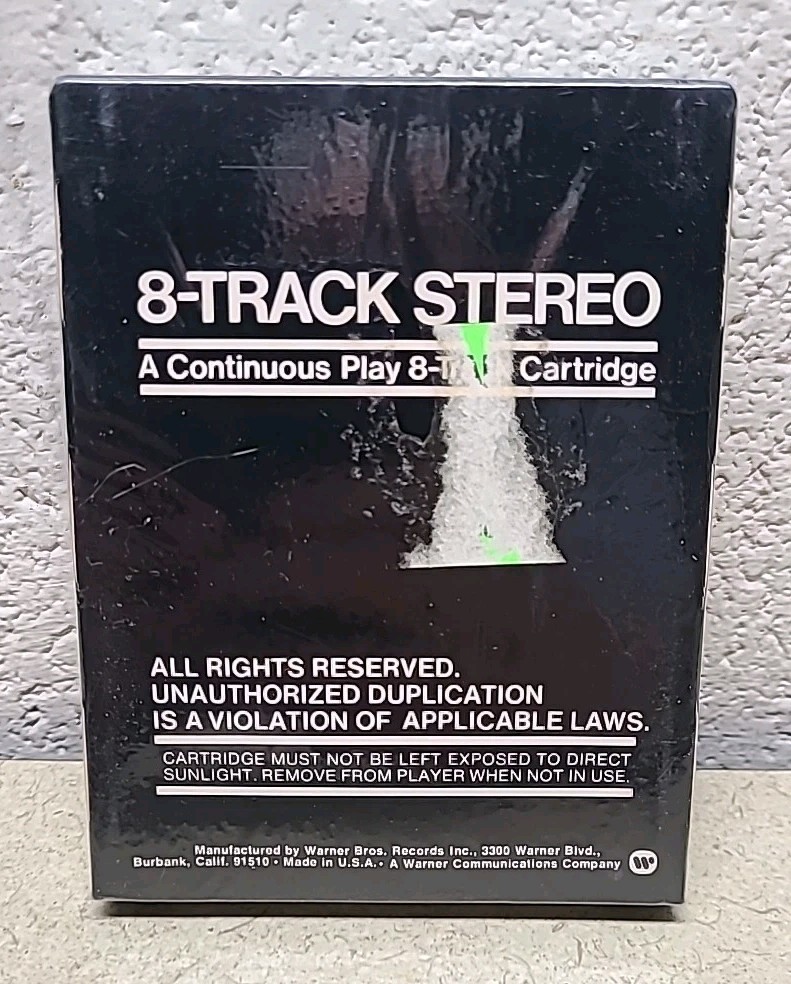 8-TRACK STEREO
A Continuous Play 8-Track Cartridge
ALL RIGHTS RESERVED.
UNAUTHORIZED DUPLICATION
IS A VIOLATION OF APPLICABLE LAWS.
CARTRIDGE MUST NOT BE LEFT EXPOSED TO DIRECT
SUNLIGHT. REMOVE FROM PLAYER WHEN NOT IN USE.
Manufactured by Warner Bros. Records Inc., 3300 Warner Blvd.,
Burbank, Calif. 91510 • Made in U.S.A. • A Warner Communications Company